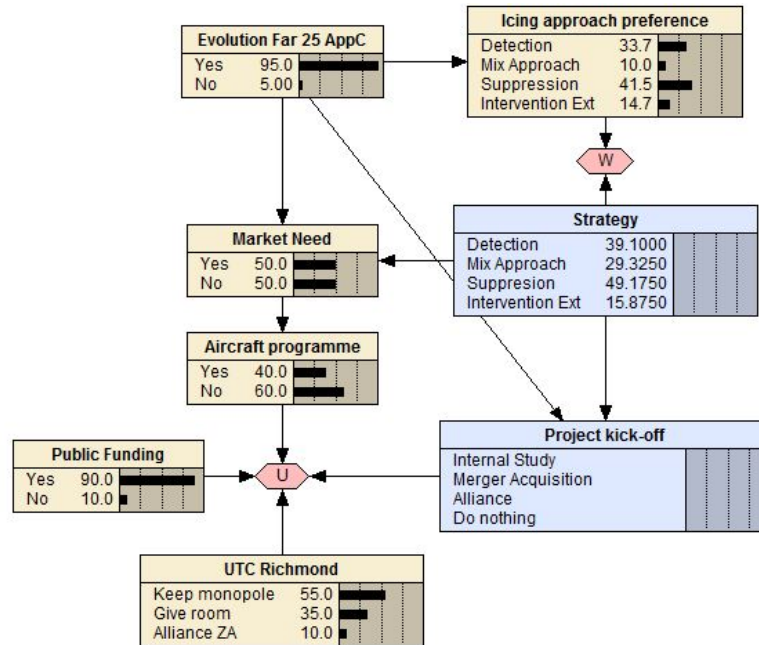 Evolution Far 25 AppC
Yes 95.0
No 5.00
Icing approach preference
Detection 33.7
Mix Approach 10.0
Suppression 41.5
Intervention Ext 14.7
W
Strategy
Detection 39.1000
Mix Approach 29.3250
Suppresion 49.1750
Intervention Ext 15.8750
Market Need
Yes 50.0
No 50.0
Aircraft programme
Yes 40.0
No 60.0
Project kick-off
Internal Study
Merger Acquisition
Alliance
Do nothing
Public Funding
Yes 90.0
No 10.0
U
UTC Richmond
Keep monopole 55.0
Give room 35.0
Alliance ZA 10.0